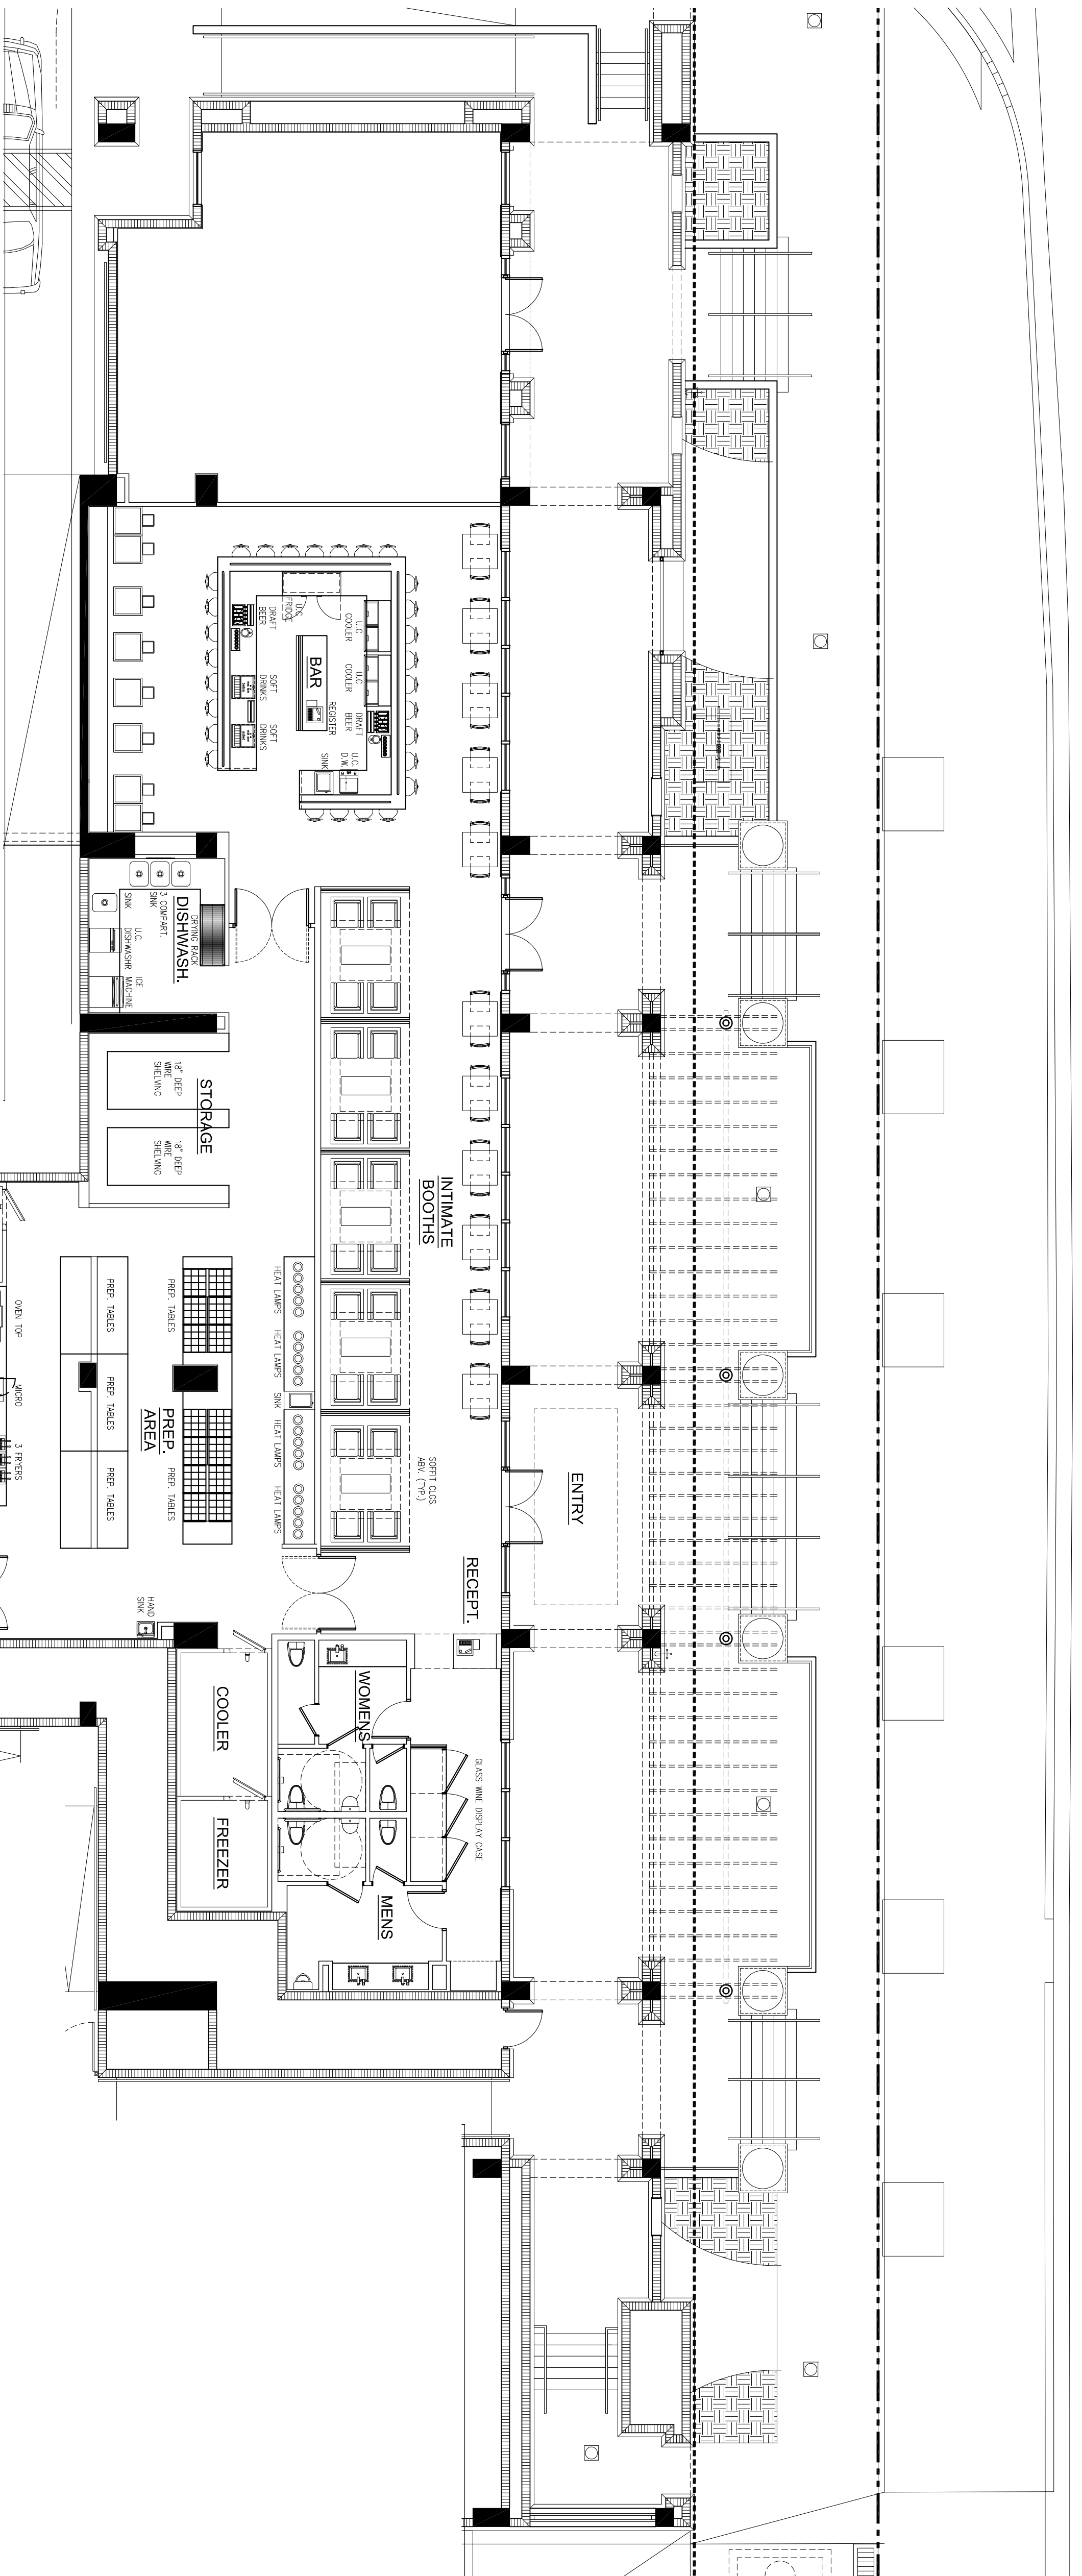 U.C
FRIDGE
DRAFT
BEER
U.C
COOLER
U.C
COOLER
DRAFT
BEER
BAR
REGISTER
SOFT
DRINKS
SOFT
DRINKS
U.C.
D.W.
SINK
DISHWASH.
DRYING RACK
3 COMPART.
SINK
SINK
U.C.
DISHWASHR
ICE
MACHINE
STORAGE
18" DEEP
WIRE
SHELVING
18" DEEP
WIRE
SHELVING
INTIMATE
BOOTHS
HEAT LAMPS
HEAT LAMPS
SINK
HEAT LAMPS
HEAT LAMPS
PREP. TABLES
PREP. TABLES
PREP.
AREA
PREP. TABLES
PREP. TABLES
PREP. TABLES
OVEN TOP
MICRO
3 FRYERS
SOFFIT CLGS.
ABV. (TYP.)
ENTRY
RECEPT.
HAND
SINK
COOLER
FREEZER
WOMENS
MENS
GLASS WINE DISPLAY CASE